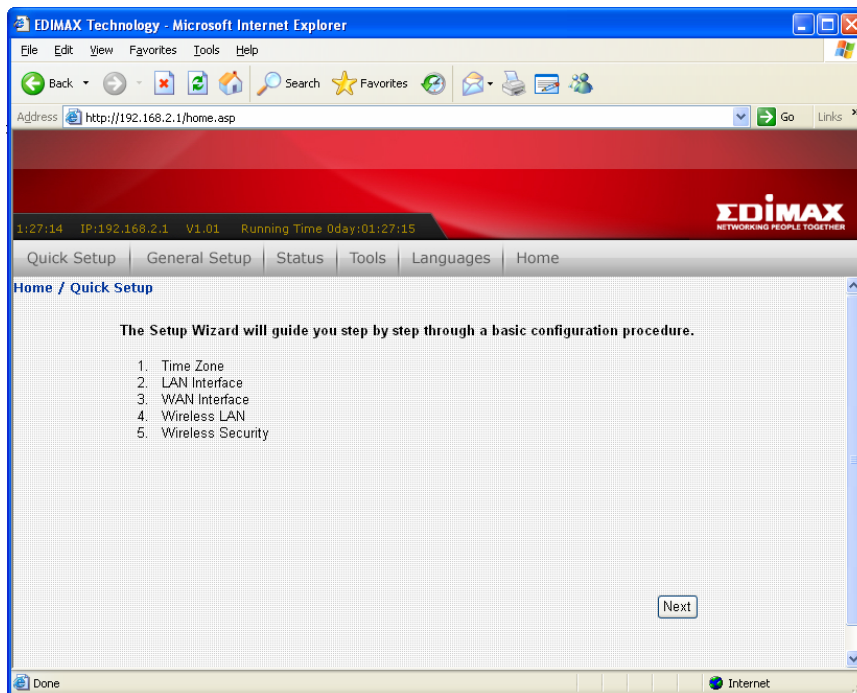 EDIMAX Technology - Microsoft Internet Explorer
File Edit View Favorites Tools Help
Back Search Favorites
Address http://192.168.2.1/home.asp Go Links »
EDIMAX
NETWORKING PEOPLE TOGETHER
1:27:14 IP:192.168.2.1 V1.01 Running Time 0day:01:27:15
Quick Setup General Setup Status Tools Languages Home
Home / Quick Setup
The Setup Wizard will guide you step by step through a basic configuration procedure.
1. Time Zone
2. LAN Interface
3. WAN Interface
4. Wireless LAN
5. Wireless Security
Next
Done Internet